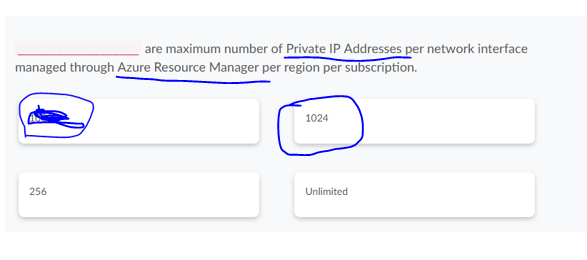 are maximum number of Private IP Addresses per network interface
managed through Azure Resource Manager per region per subscription.
1024
256
Unlimited